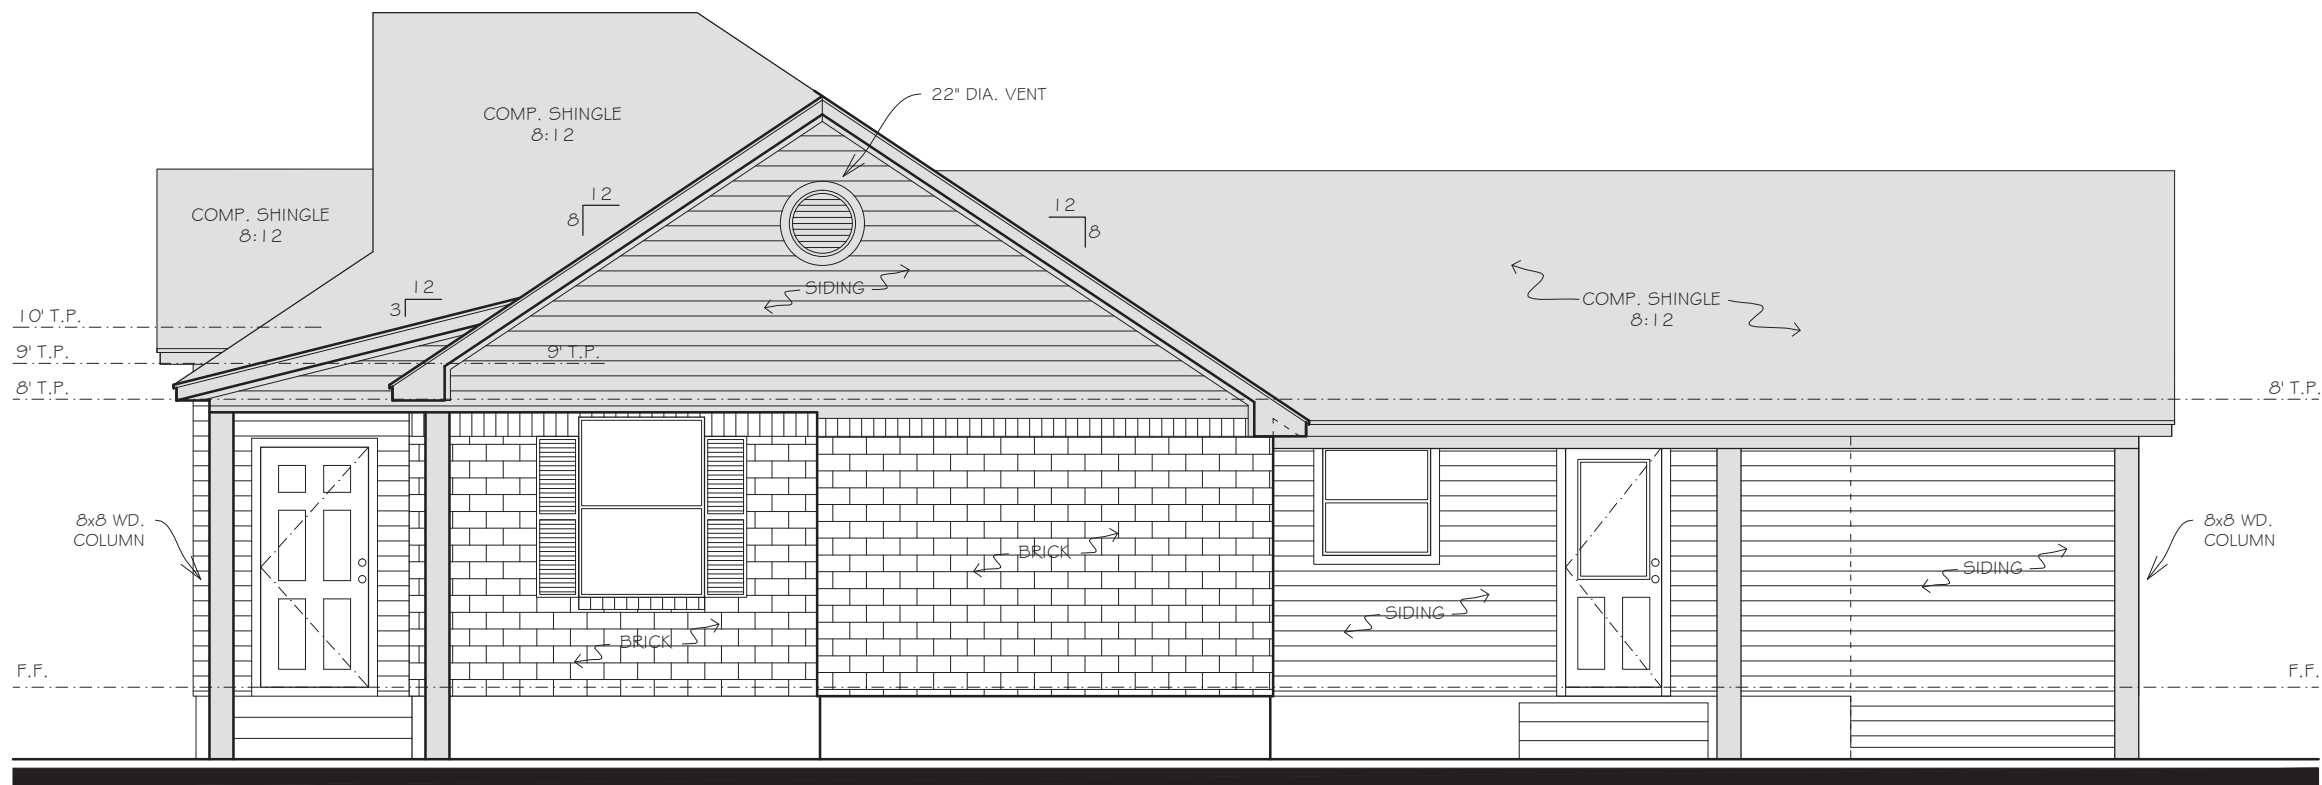 22" DIA. VENT
COMP. SHINGLE
8:12
12
8
12
8
COMP. SHINGLE
8:12
SIDING
12
3
COMP. SHINGLE
8:12
10' T.P.
9' T.P.
9' T.P.
8' T.P.
8' T.P.
8x8 WD.
COLUMN
8x8 WD.
COLUMN
BRICK
SIDING
SIDING
BRICK
F.F.
F.F.